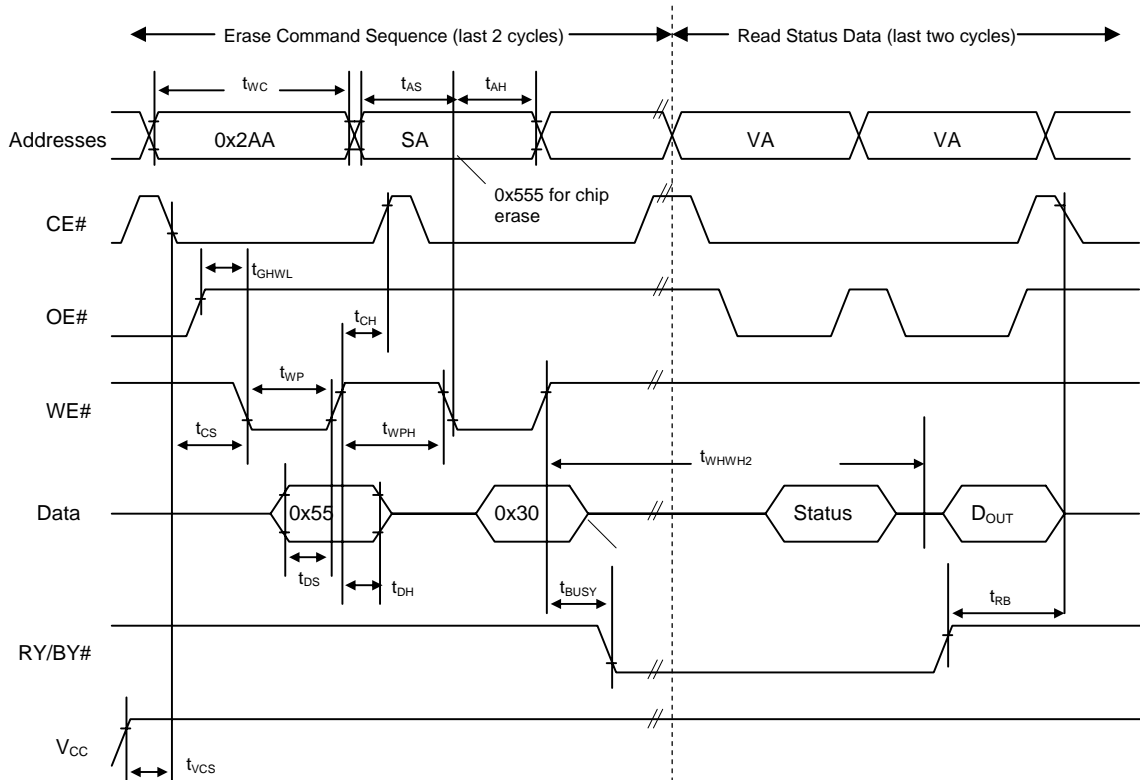 Erase Command Sequence (last 2 cycles) Read Status Data (last two cycles)
tWC tAS tAH
Addresses 0x2AA SA VA VA
0x555 for chip
erase
CE#
tGHWL
OE#
tCH
tWP
WE#
tCS tWPH
tWHWH2
Data 0x55 0x30 Status DOUT
tDS tDH tBUSY tRB
RY/BY#
VCC
tVCS